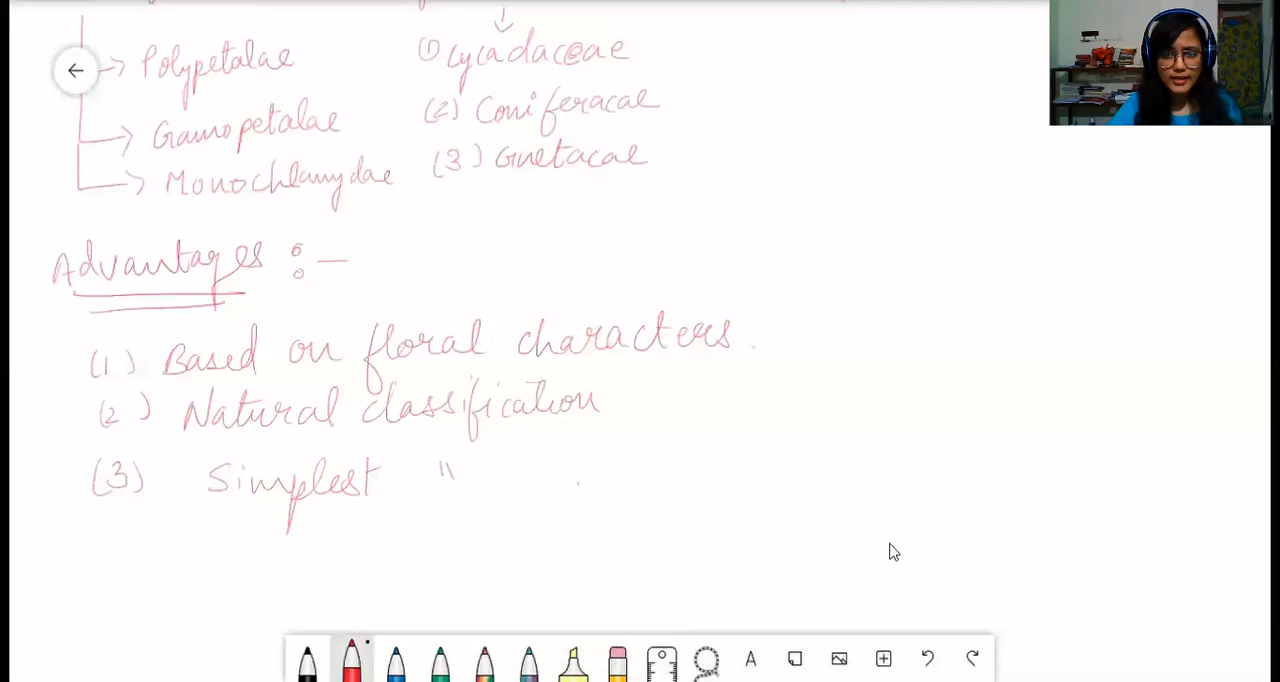 → Polypetalae
→ Gamopetalae
→ Monochlamydae
↓
① Cycadaceae
(2) Coniferacae
(3) Gnetacae
Advantages :—
(1) Based on floral characters.
(2) Natural classification
(3) Simplest "
A